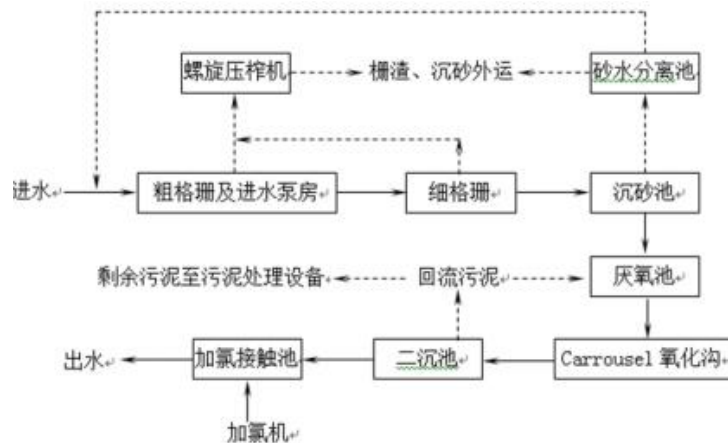 螺旋压榨机
栅渣、沉砂外运
砂水分离池
进水
粗格珊及进水泵房
细格珊
沉砂池
剩余污泥至污泥处理设备
回流污泥
厌氧池
出水
加氯接触池
二沉池
Carrousel 氧化沟
加氯机